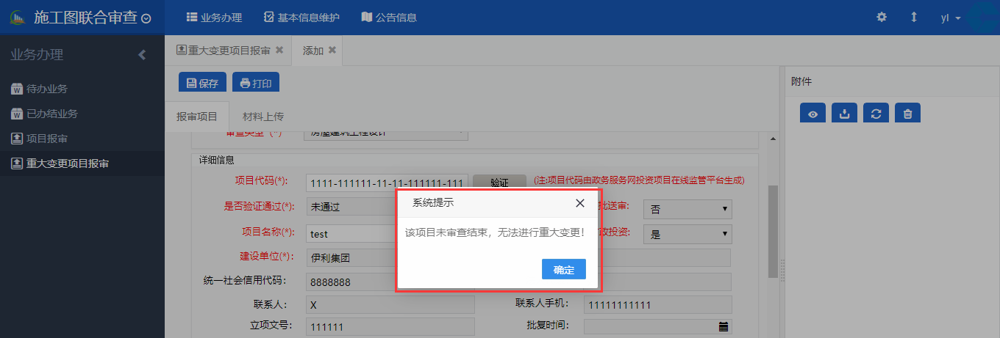 施工图联合审查
业务办理
基本信息维护
公告信息
yl
业务办理
待办业务
已办结业务
项目报审
重大变更项目报审
重大变更项目报审
添加
保存
打印
报审项目
材料上传
审查类型 (*)
房屋建筑工程设计
详细信息
项目代码(*):
1111-111111-11-11-111111-111
验证
(注:项目代码由政务服务网投资项目在线监管平台生成)
是否验证通过(*):
未通过
批送审:
否
项目名称(*):
test
投资:
是
建设单位(*):
伊利集团
统一社会信用代码:
8888888
联系人:
X
联系人手机:
11111111111
立项文号:
111111
批复时间:
系统提示
该项目未审查结束，无法进行重大变更!
确定
附件